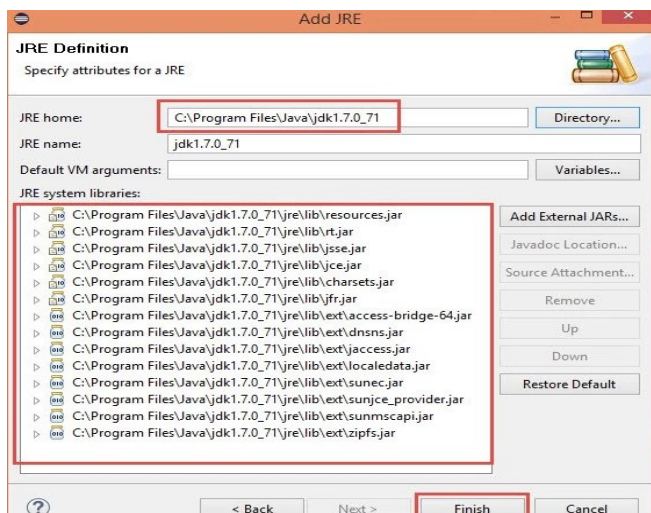 Add JRE
JRE Definition
Specify attributes for a JRE
JRE home: C:\Program Files\Java\jdk1.7.0_71 Directory...
JRE name: jdk1.7.0_71
Default VM arguments: Variables...
JRE system libraries:
C:\Program Files\Java\jdk1.7.0_71\jre\lib\resources.jar Add External JARs...
C:\Program Files\Java\jdk1.7.0_71\jre\lib\rt.jar
C:\Program Files\Java\jdk1.7.0_71\jre\lib\jsse.jar Javadoc Location...
C:\Program Files\Java\jdk1.7.0_71\jre\lib\jce.jar
C:\Program Files\Java\jdk1.7.0_71\jre\lib\charsets.jar Source Attachment...
C:\Program Files\Java\jdk1.7.0_71\jre\lib\jfr.jar Remove
C:\Program Files\Java\jdk1.7.0_71\jre\lib\ext\access-bridge-64.jar
C:\Program Files\Java\jdk1.7.0_71\jre\lib\ext\dnsns.jar Up
C:\Program Files\Java\jdk1.7.0_71\jre\lib\ext\jaccess.jar
C:\Program Files\Java\jdk1.7.0_71\jre\lib\ext\localedata.jar Down
C:\Program Files\Java\jdk1.7.0_71\jre\lib\ext\sunec.jar Restore Default
C:\Program Files\Java\jdk1.7.0_71\jre\lib\ext\sunjce_provider.jar
C:\Program Files\Java\jdk1.7.0_71\jre\lib\ext\sunmscapi.jar
C:\Program Files\Java\jdk1.7.0_71\jre\lib\ext\zipfs.jar
? < Back Next > Finish Cancel